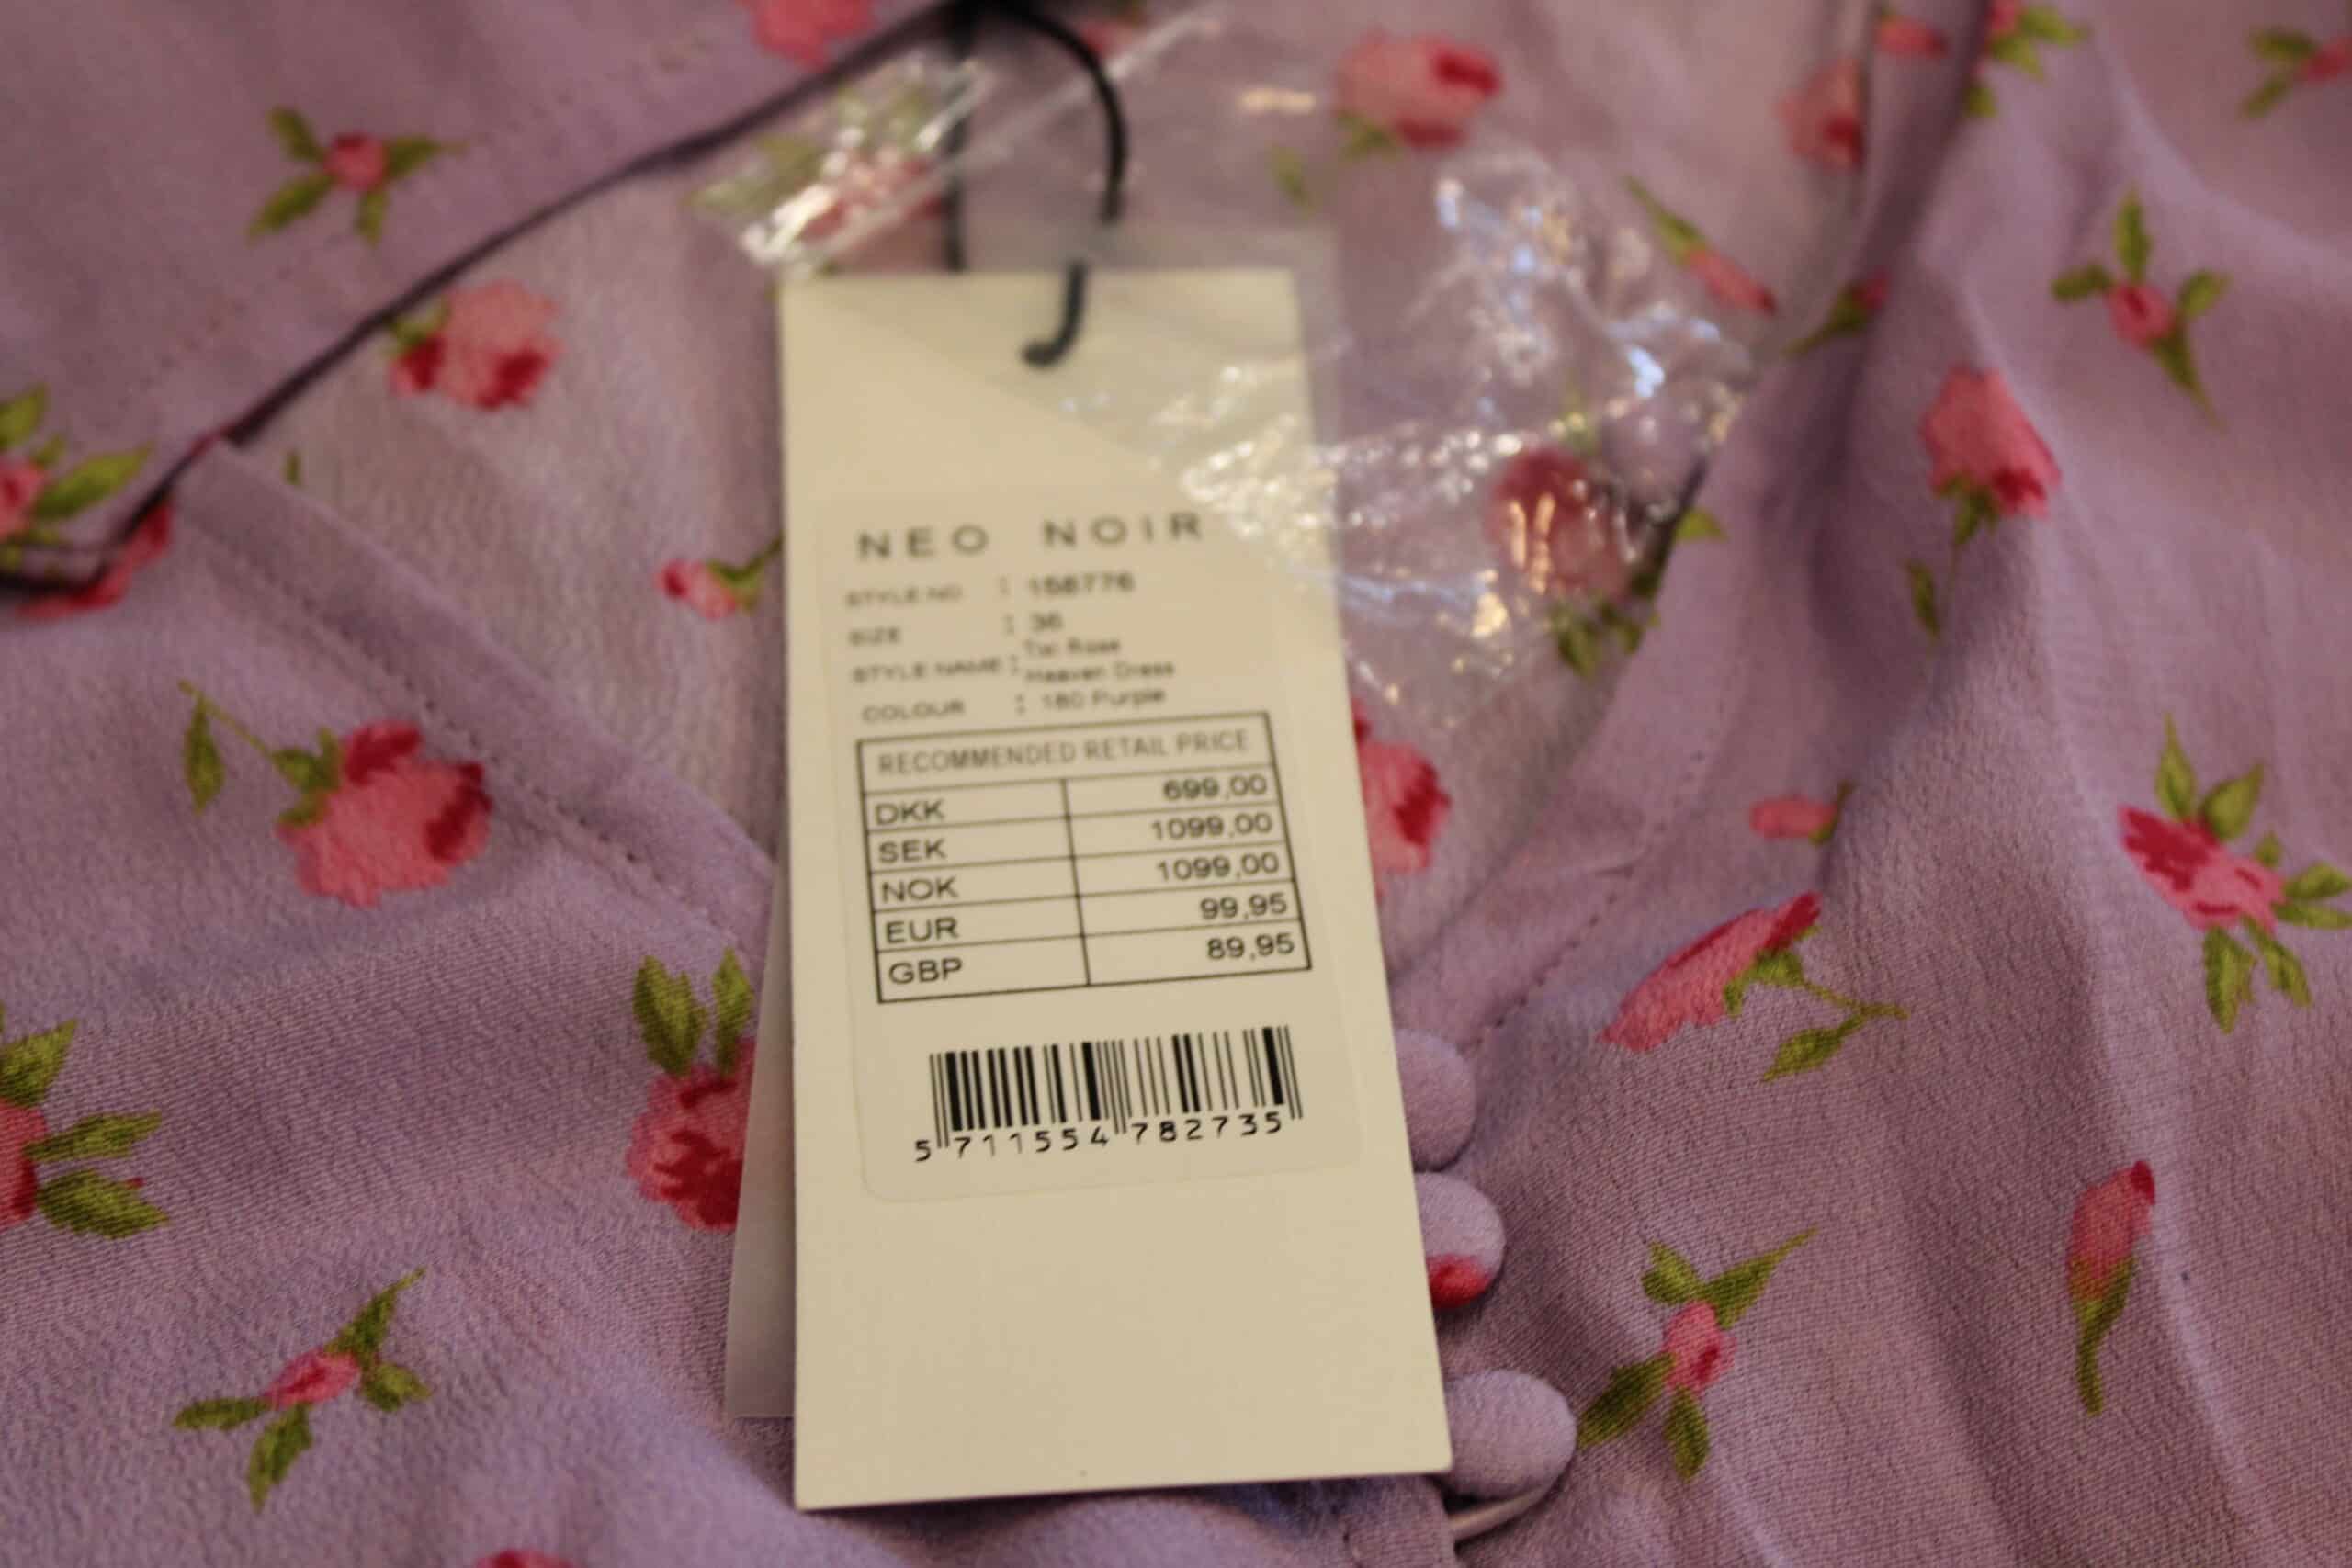 NEO NOIR
STYLE NO : 158776
SIZE : 36
STYLE NAME : Rose
Heaven Dress
COLOUR : 180 Purple
RECOMMENDED RETAIL PRICE
DKK 699,00
SEK 1099,00
NOK 1099,00
EUR 99,95
GBP 89,95
5 711554 782735